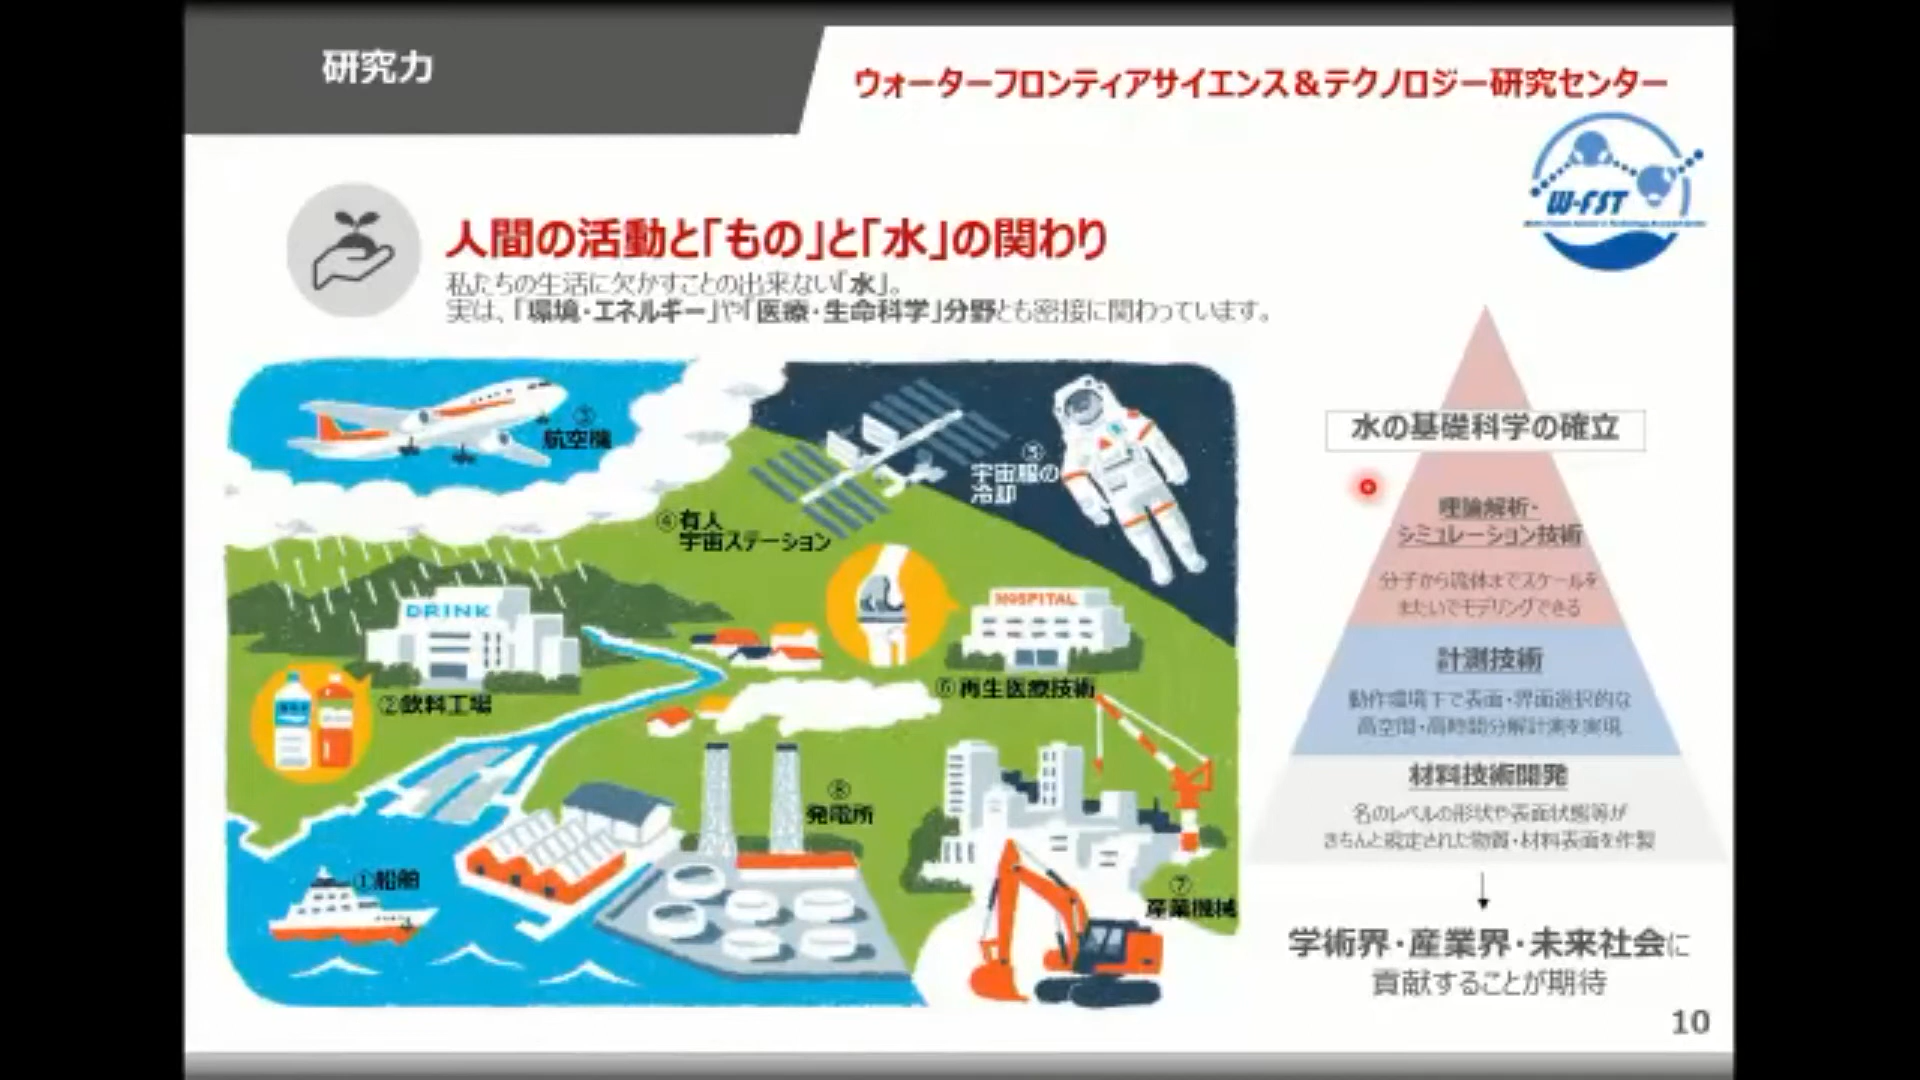 研究力
ウォーターフロンティアサイエンス＆テクノロジー研究センター
W-FST
人間の活動と「もの」と「水」の関わり
私たちの生活に欠かすことの出来ない「水」。
実は、「環境・エネルギー」や「医療・生命科学」分野とも密接に関わっています。
③
航空機
⑤
宇宙服の
冷却
④有人
宇宙ステーション
DRINK
HOSPITAL
②飲料工場
⑥再生医療技術
⑧
発電所
①船舶
⑦
産業機械
水の基礎科学の確立
理論解析・
シミュレーション技術
分子から流体までスケールを
またいでモデリングできる
計測技術
動作環境下で表面・界面選択的な
高空間・高時間分解計測を実現
材料技術開発
名のレベルの形状や表面状態等が
きちんと規定された物質・材料表面を作製
学術界・産業界・未来社会に
貢献することが期待
10